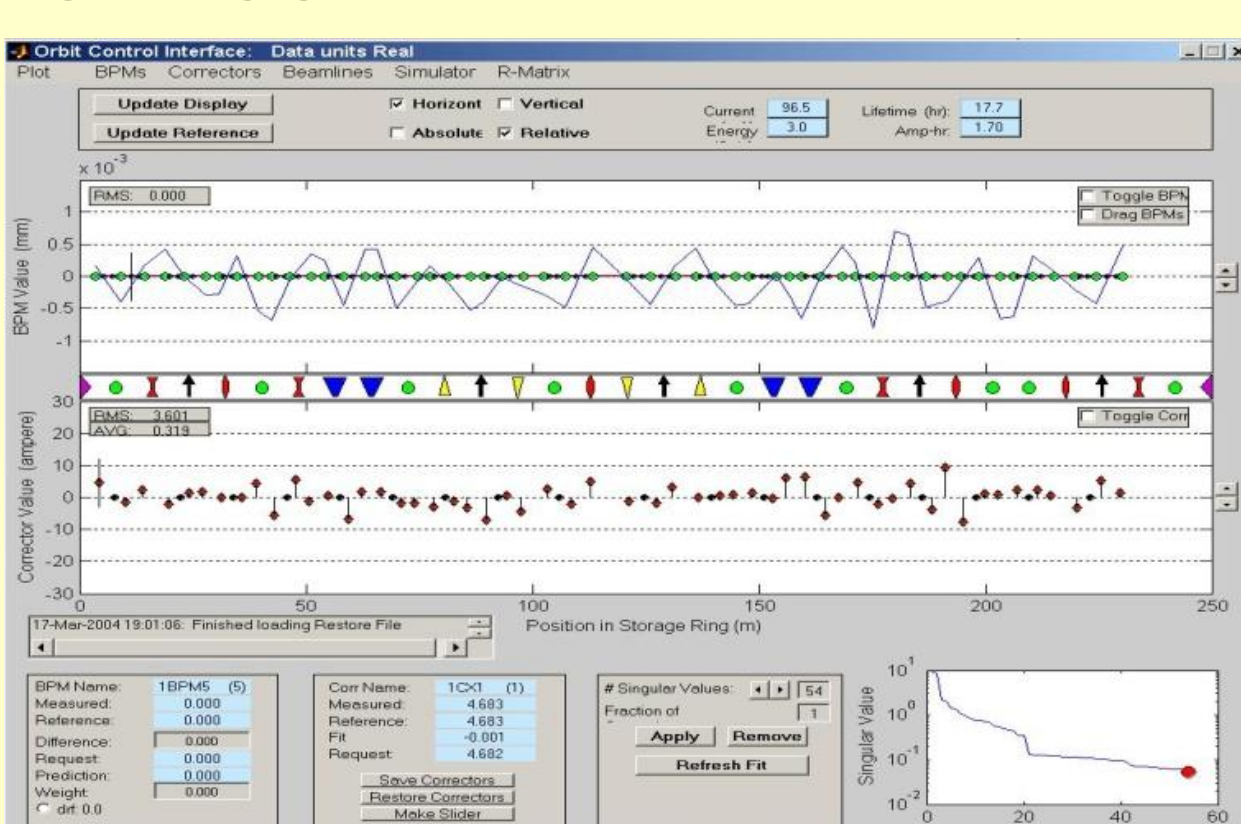 Orbit Control Interface: Data units Real
Plot BPMs Correctors Beamlines Simulator R-Matrix
Update Display
Horizont Vertical
Current 96.5
Lifetime (hr): 17.7
Update Reference
Absolute Relative
Energy 3.0
Amp-hr: 1.70
x 10-3
RMS: 0.000
Toggle BPM
Drag BPMs
BPM Value (mm)
1
0.5
0
-0.5
-1
30
20
10
0
-10
-20
-30
Corrector Value (ampere)
RMS: 3.601
AVG: 0.319
Toggle Corr
0 50 100 150 200 250
Position in Storage Ring (m)
17-Mar-2004 19:01:06: Finished loading Restore File
BPM Name: 1BPM5 (5)
Measured: 0.000
Reference: 0.000
Difference: 0.000
Request: 0.000
Prediction: 0.000
Weight: 0.000
dxf: 0.0
Corr Name: 1CX1 (1)
Measured: 4.683
Reference: 4.683
Fit -0.001
Request: 4.682
Save Correctors
Restore Correctors
Make Slider
# Singular Values: 54
Fraction of 1
Apply Remove
Refresh Fit
Singular Value
10 1
10 0
10 -1
10 -2
0 20 40 60